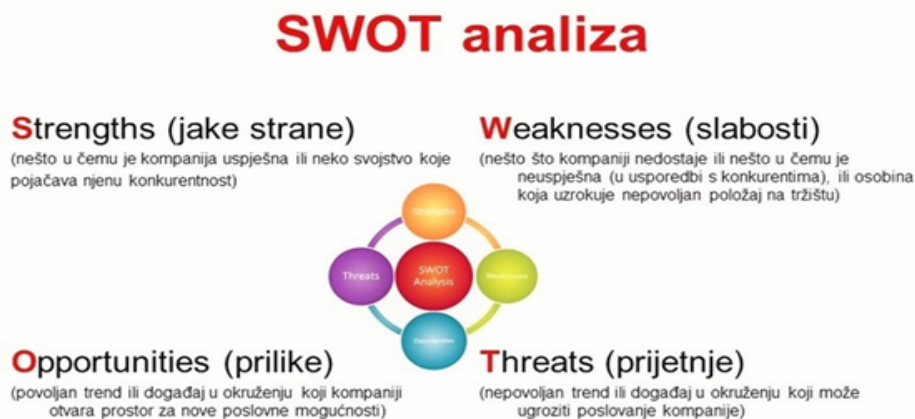 SWOT analiza
Strengths (jake strane)
(nešto u čemu je kompanija uspješna ili neko svojstvo koje
pojačava njenu konkurentnost)
Weaknesses (slabosti)
(nešto što kompaniji nedostaje ili nešto u čemu je
neuspješna (u usporedbi s konkurentima), ili osobina
koja uzrokuje nepovoljan položaj na tržištu)
Strengths
Threats
SWOT
Analysis
Weaknesses
Opportunities
Opportunities (prilike)
(povoljan trend ili događaj u okruženju koji kompaniji
otvara prostor za nove poslovne mogućnosti)
Threats (prijetnje)
(nepovoljan trend ili događaj u okruženju koji može
ugroziti poslovanje kompanije)